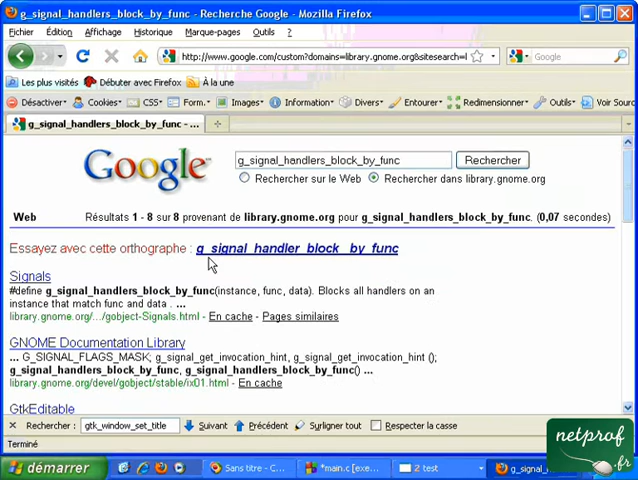 g_signal_handlers_block_by_func - Recherche Google - Mozilla Firefox
Fichier Édition Affichage Historique Marque-pages Outils ?
http://www.google.com/custom?domains=library.gnome.org&sitesearch=l
Google
Les plus visités Débuter avec Firefox À la une
Désactiver Cookies CSS Form. Images Information Divers Entourer Redimensionner Outils Voir Sourc
g_signal_handlers_block_by_func - ...
Google
g_signal_handlers_block_by_func Rechercher
Rechercher sur le Web Rechercher dans library.gnome.org
Web Résultats 1 - 8 sur 8 provenant de library.gnome.org pour g_signal_handlers_block_by_func. (0,07 secondes)
Essayez avec cette orthographe : g_signal_handler_block_ by_func
Signals
#define g_signal_handlers_block_by_func(instance, func, data). Blocks all handlers on an
instance that match func and data . ...
library.gnome.org/.../gobject-Signals.html - En cache - Pages similaires
GNOME Documentation Library
... G_SIGNAL_FLAGS_MASK; g_signal_get_invocation_hint, g_signal_get_invocation_hint ();
g_signal_handlers_block_by_func, g_signal_handlers_block_by_func() ...
library.gnome.org/devel/gobject/stable/ix01.html - En cache
GtkEditable
Rechercher : gtk_window_set_title Suivant Précédent Surligner tout Respecter la casse
Terminé
démarrer Sans titre - C... *main.c [exe... 2 test g_signal_h
netprof
.fr